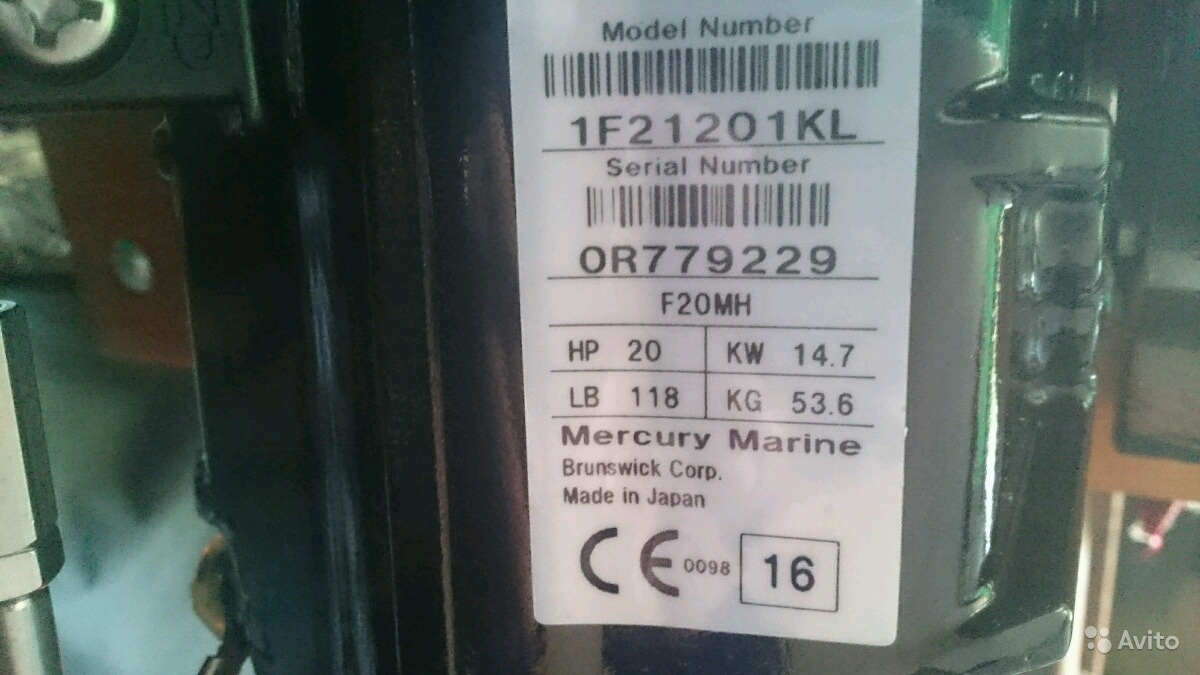 Model Number
1F21201KL
Serial Number
0R779229
F20MH
HP 20 KW 14.7
LB 118 KG 53.6
Mercury Marine
Brunswick Corp.
Made in Japan
CE 0098 16
Avito